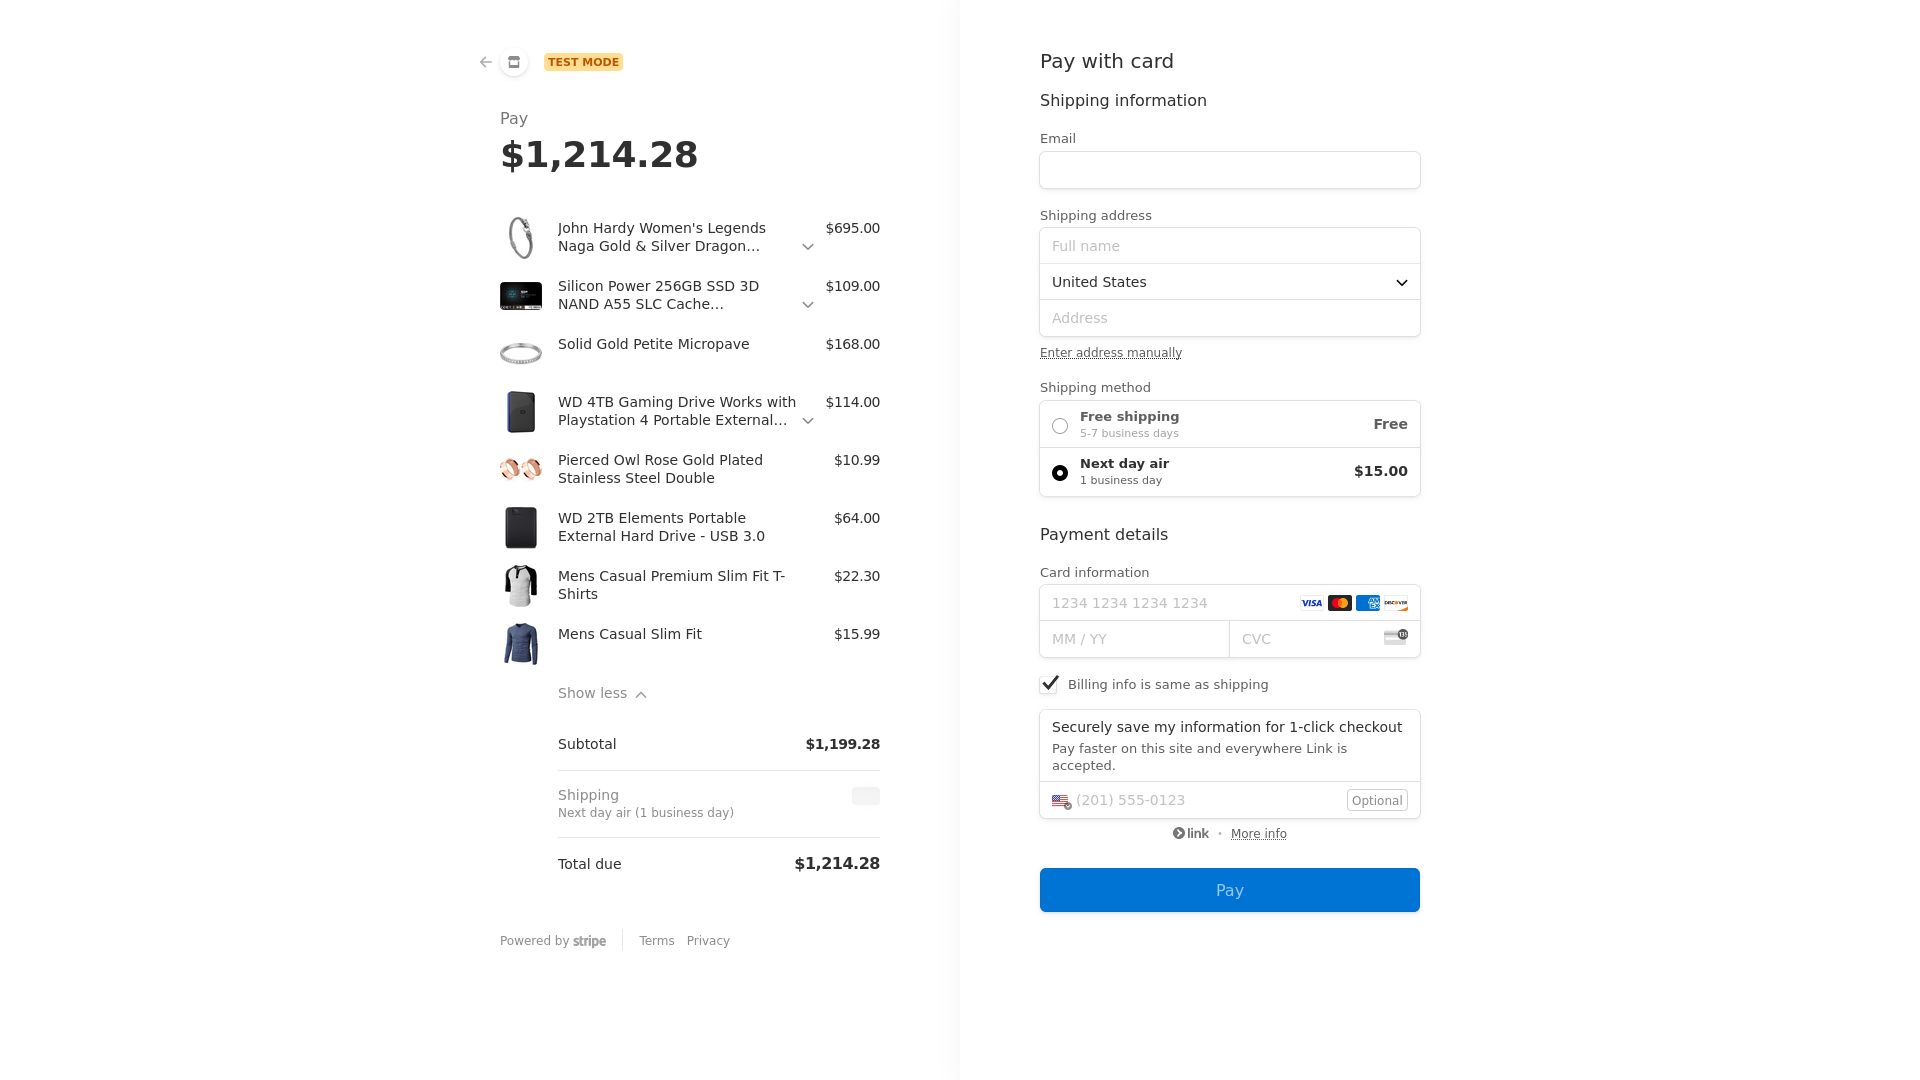 TEST MODE
Pay
$1,214.28
John Hardy Women's Legends $695.00
Naga Gold & Silver Dragon...
Silicon Power 256GB SSD 3D $109.00
NAND A55 SLC Cache...
Solid Gold Petite Micropave $168.00
WD 4TB Gaming Drive Works with $114.00
Playstation 4 Portable External...
Pierced Owl Rose Gold Plated $10.99
Stainless Steel Double
WD 2TB Elements Portable $64.00
External Hard Drive - USB 3.0
Mens Casual Premium Slim Fit T- $22.30
Shirts
Mens Casual Slim Fit $15.99
Show less
Subtotal $1,199.28
Shipping
Next day air (1 business day)
Total due $1,214.28
Powered by stripe Terms Privacy
Pay with card
Shipping information
Email
Shipping address
Full name
United States
Address
Enter address manually
Shipping method
Free shipping Free
5-7 business days
Next day air $15.00
1 business day
Payment details
Card information
1234 1234 1234 1234 VISA AMEX DISCOVER
MM / YY CVC 135
Billing info is same as shipping
Securely save my information for 1-click checkout
Pay faster on this site and everywhere Link is
accepted.
(201) 555-0123 Optional
link • More info
Pay